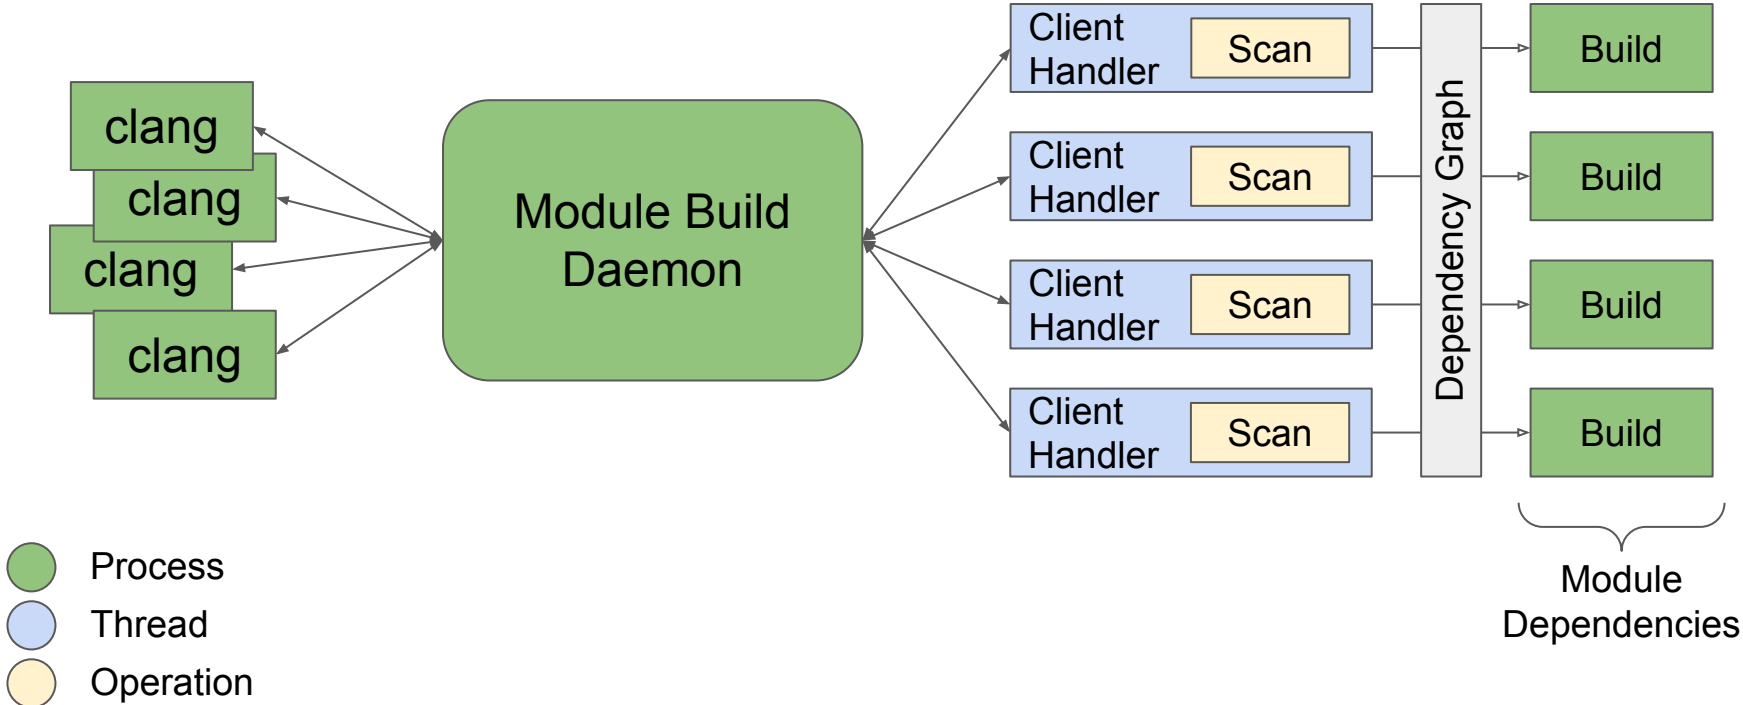 clang
clang
clang
clang
Module Build
Daemon
Client
Handler
Scan
Client
Handler
Scan
Client
Handler
Scan
Client
Handler
Scan
Dependency Graph
Build
Build
Build
Build
Module
Dependencies
Process
Thread
Operation